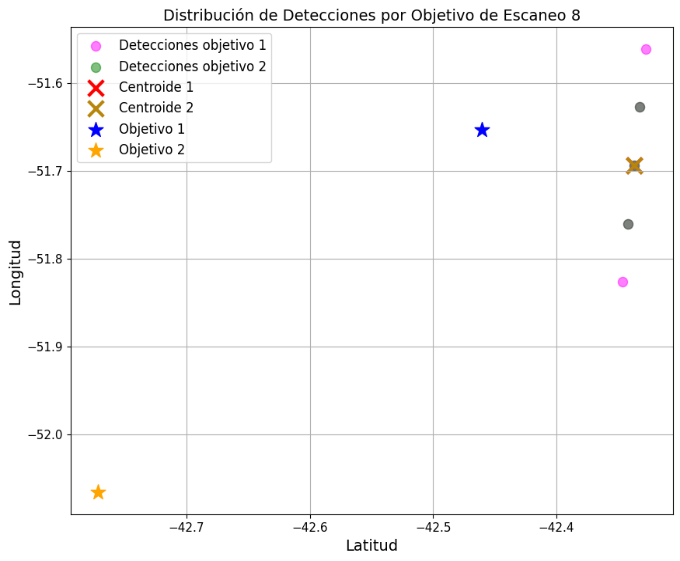 Distribución de Detecciones por Objetivo de Escaneo 8
Detecciones objetivo 1
Detecciones objetivo 2
Centroide 1
Centroide 2
Objetivo 1
Objetivo 2
−51.6
−51.7
−51.8
−51.9
−52.0
Longitud
−42.7
−42.6
−42.5
−42.4
Latitud